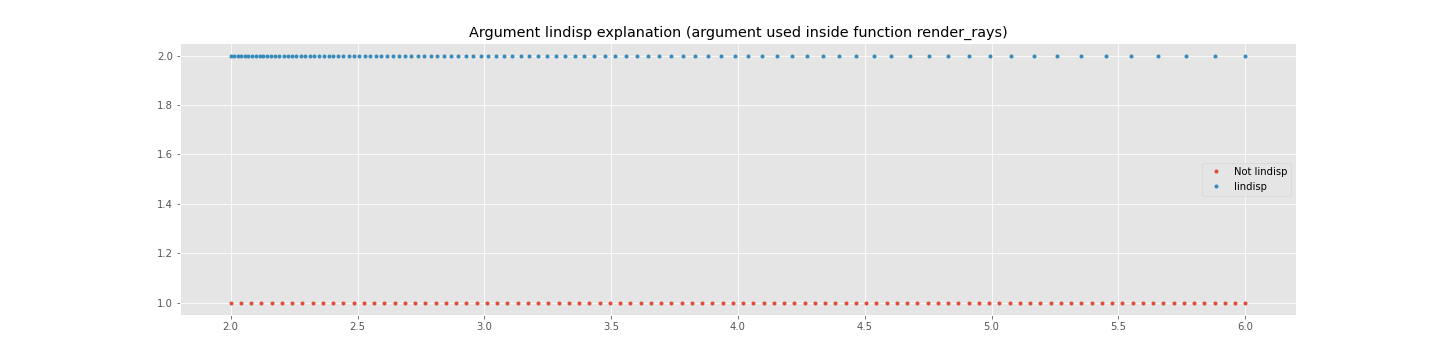 Argument lindisp explanation (argument used inside function render_rays)
2.0
1.8
1.6
1.4
1.2
1.0
Not lindisp
lindisp
2.0 2.5 3.0 3.5 4.0 4.5 5.0 5.5 6.0